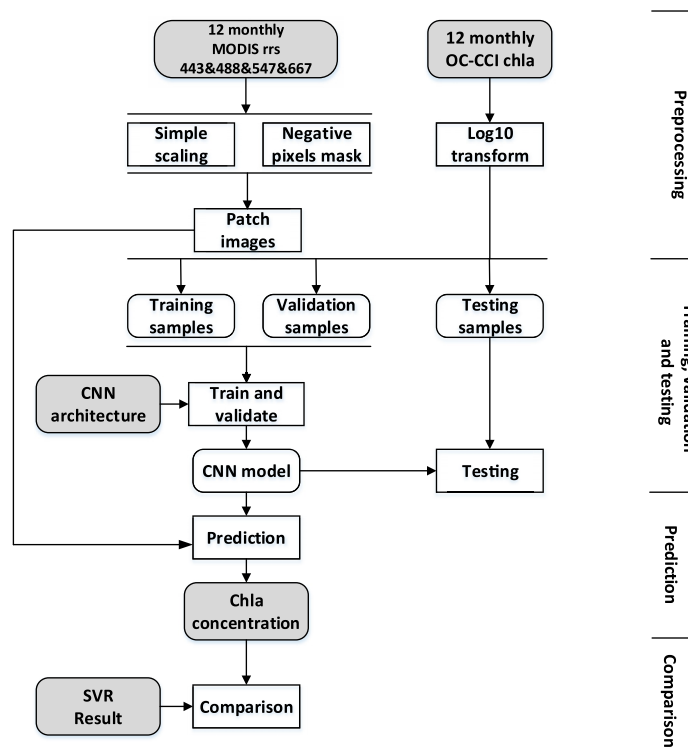 12 monthly
MODIS rrs
443&488&547&667
12 monthly
OC-CCI chla
Simple
scaling
Negative
pixels mask
Log10
transform
Patch
images
Training
samples
Validation
samples
Testing
samples
CNN
architecture
Train and
validate
CNN model
Testing
Prediction
Chla
concentration
SVR
Result
Comparison
Preprocessing
and testing
Prediction
Comparison